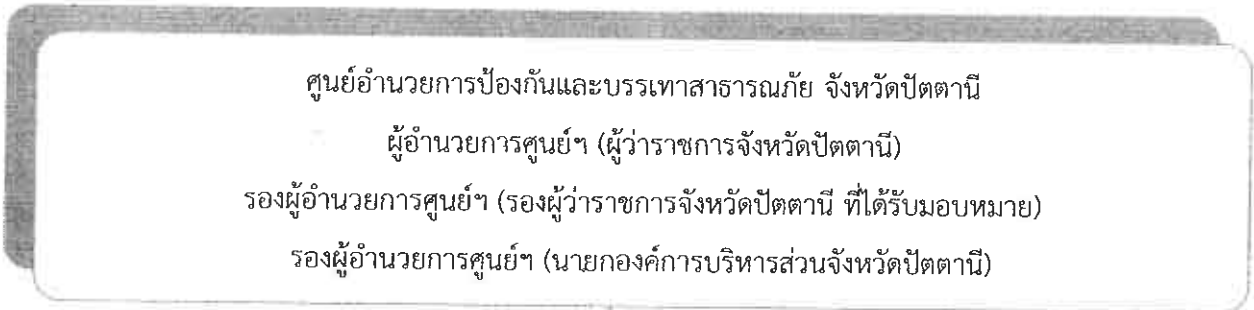 ศูนย์อำนวยการป้องกันและบรรเทาสาธารณภัย จังหวัดปัตตานี
ผู้อำนวยการศูนย์ฯ (ผู้ว่าราชการจังหวัดปัตตานี)
รองผู้อำนวยการศูนย์ฯ (รองผู้ว่าราชการจังหวัดปัตตานี ที่ได้รับมอบหมาย)
รองผู้อำนวยการศูนย์ฯ (นายกองค์การบริหารส่วนจังหวัดปัตตานี)